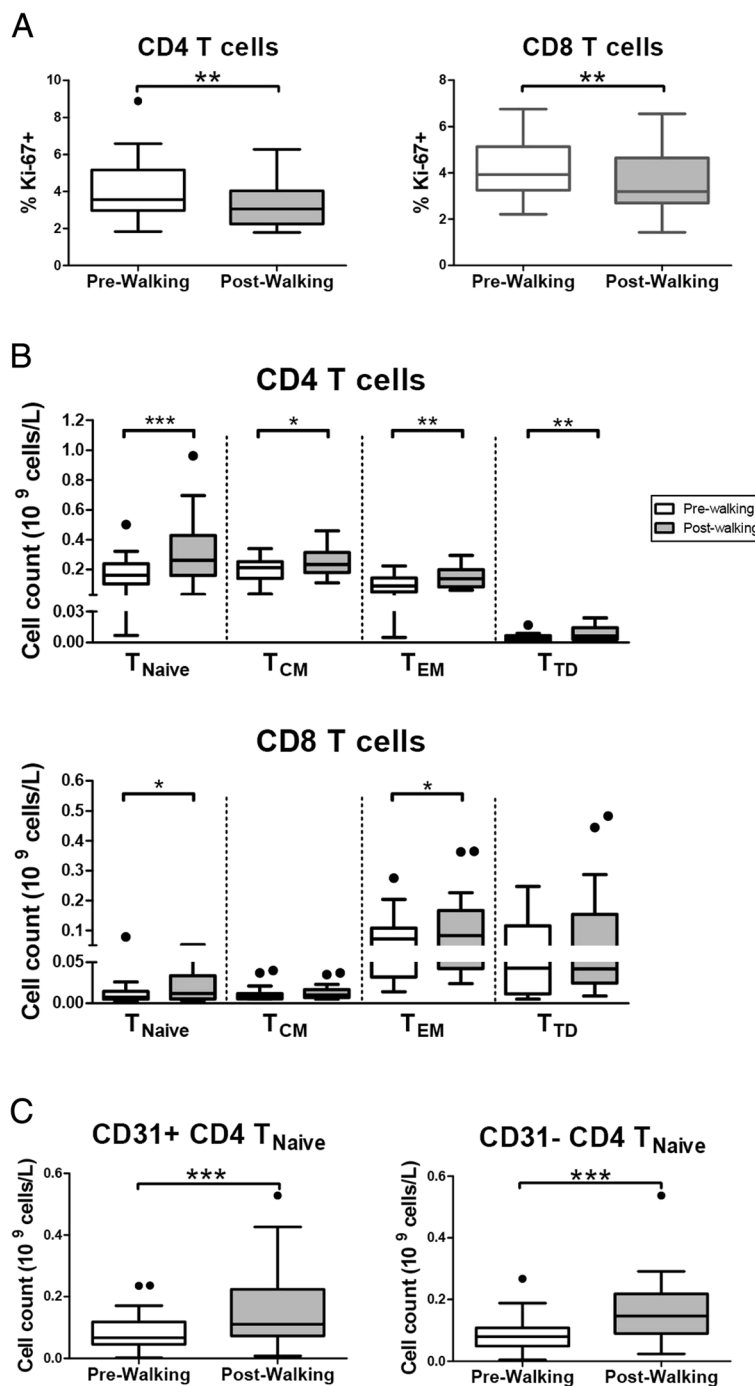 A
CD4 T cells
CD8 T cells
**
**
% Ki-67+
10
8
6
4
2
0
Pre-Walking
Post-Walking
% Ki-67+
8
6
4
2
0
Pre-Walking
Post-Walking
B
CD4 T cells
Cell count (10 9 cells/L)
1.2
1.0
0.8
0.6
0.4
0.2
0.03
0.00
***
*
**
**
Pre-walking
Post-walking
TNaive
TCM
TEM
TTD
CD8 T cells
Cell count (10 9 cells/L)
0.6
0.5
0.4
0.3
0.2
0.1
0.05
0.00
*
*
TNaive
TCM
TEM
TTD
C
CD31+ CD4 TNaive
CD31- CD4 TNaive
Cell count (10 9 cells/L)
0.6
0.4
0.2
0.0
***
Pre-Walking
Post-Walking
Cell count (10 9 cells/L)
0.6
0.4
0.2
0.0
***
Pre-Walking
Post-Walking